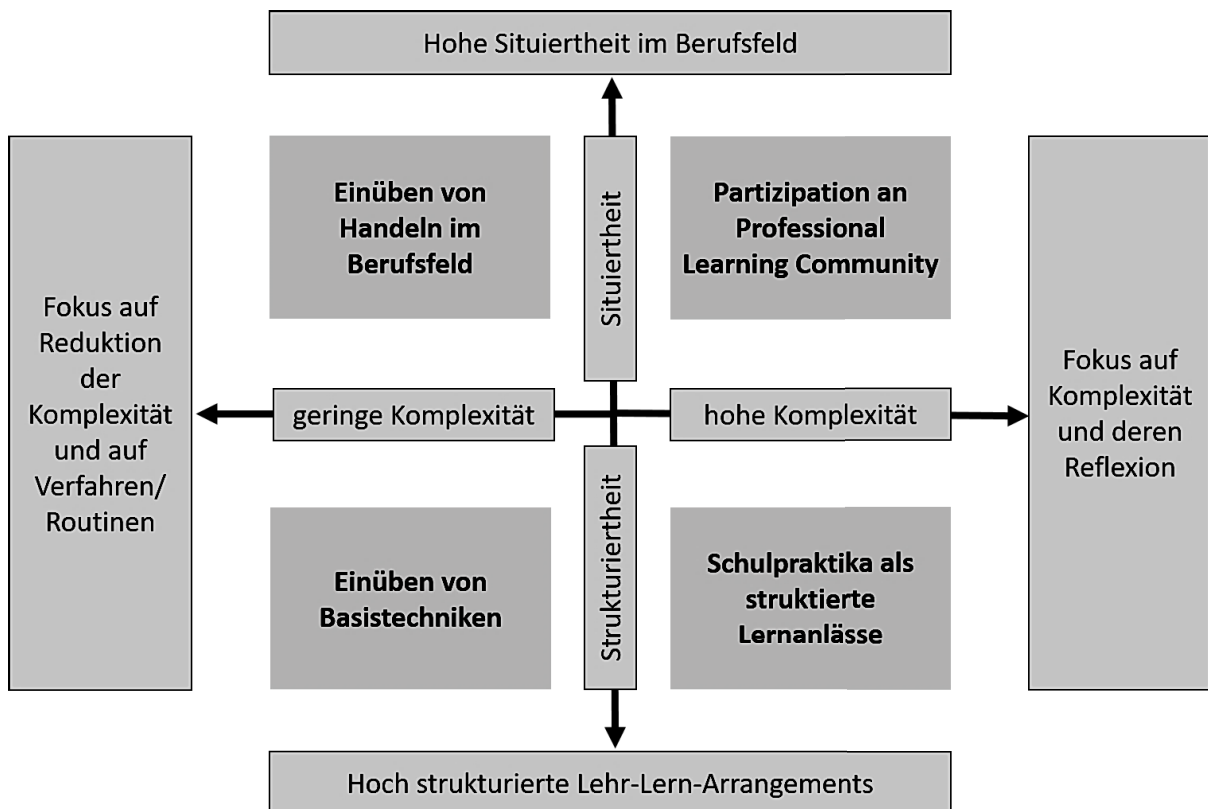 Hohe Situiertheit im Berufsfeld
Einüben von
Handeln im
Berufsfeld
Situiertheit
Partizipation an
Professional
Learning Community
Fokus auf
Reduktion
der
Komplexität
und auf
Verfahren/
Routinen
geringe Komplexität
hohe Komplexität
Fokus auf
Komplexität
und deren
Reflexion
Einüben von
Basistechniken
Strukturiertheit
Schulpraktika als
struktierte
Lernanlässe
Hoch strukturierte Lehr-Lern-Arrangements